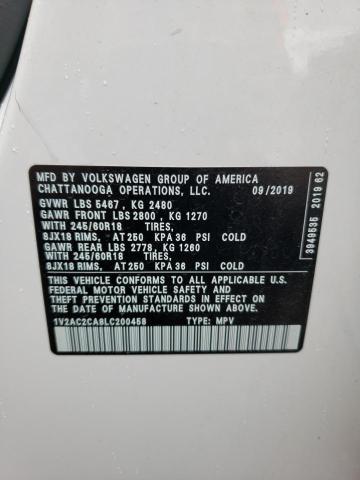 MFD BY VOLKSWAGEN GROUP OF AMERICA
CHATTANOOGA OPERATIONS, LLC. 09/2019
GVWR LBS 5467, KG 2480
GAWR FRONT LBS 2800, KG 1270
WITH 245/60R18 TIRES,
8JX18 RIMS, AT 250 KPA 36 PSI COLD
GAWR REAR LBS 2778, KG 1260
WITH 245/60R18 TIRES,
8JX18 RIMS, AT 250 KPA 36 PSI COLD
THIS VEHICLE CONFORMS TO ALL APPLICABLE U.S.
FEDERAL MOTOR VEHICLE SAFETY, BUMPER, AND
THEFT PREVENTION STANDARDS IN EFFECT ON
THE DATE OF MANUFACTURE SHOWN ABOVE.
1V2AC2CA8LC200458 TYPE: MPV
3949535 2019 62